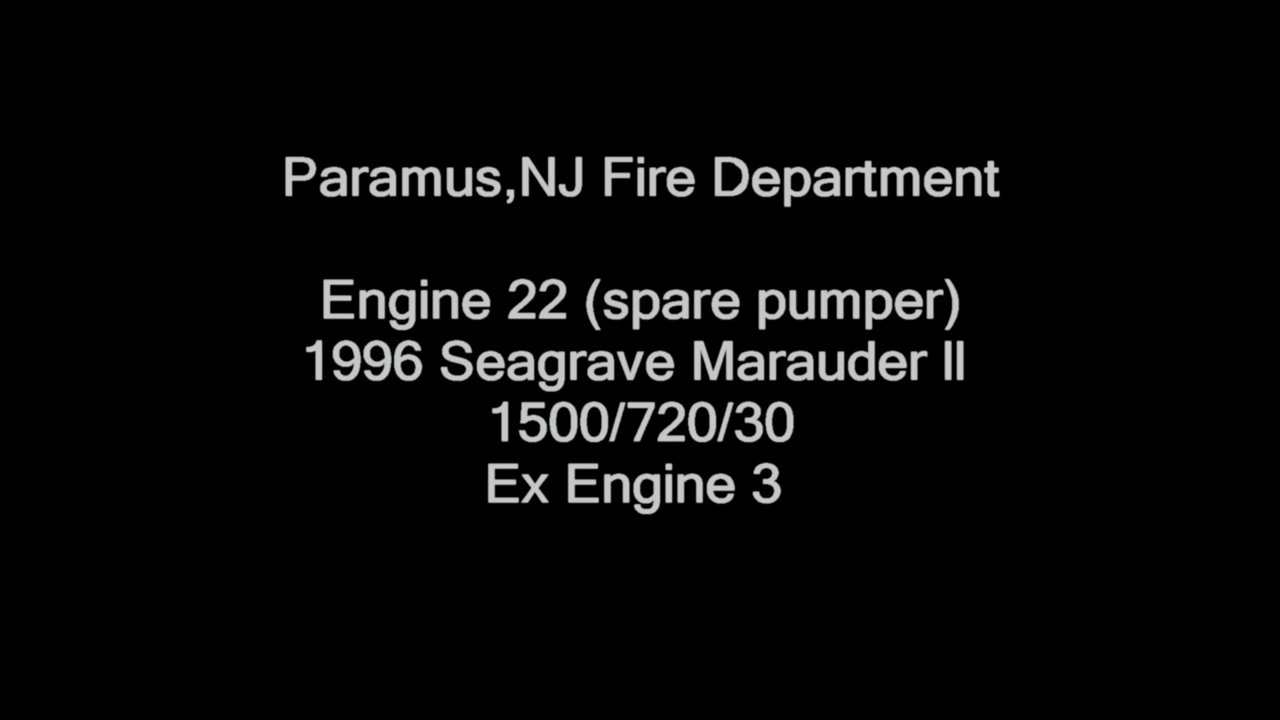 Paramus,NJ Fire Department
Engine 22 (spare pumper)
1996 Seagrave Marauder II
1500/720/30
Ex Engine 3